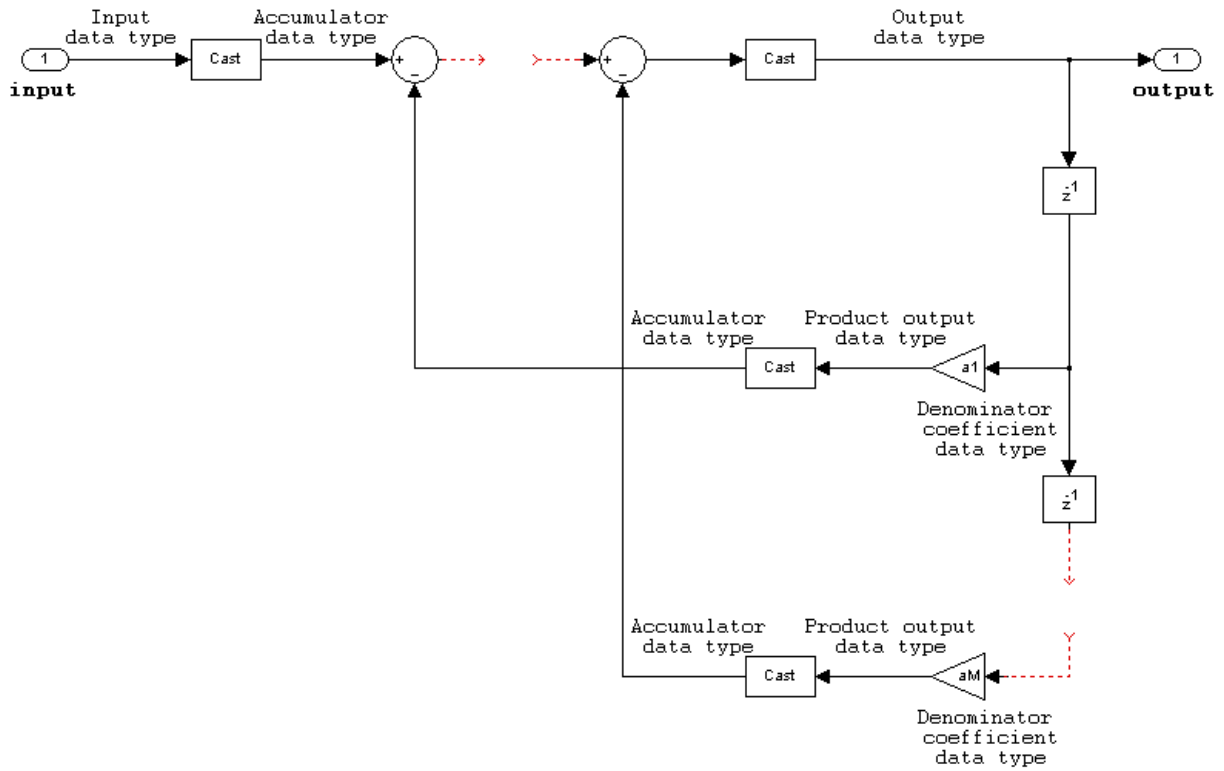 Input
data type
Accumulator
data type
Output
data type
1
Cast
+
-
+
-
Cast
1
input
output
z-1
Accumulator
data type
Product output
data type
Cast
a1
Denominator
coefficient
data type
z-1
Accumulator
data type
Product output
data type
Cast
aM
Denominator
coefficient
data type